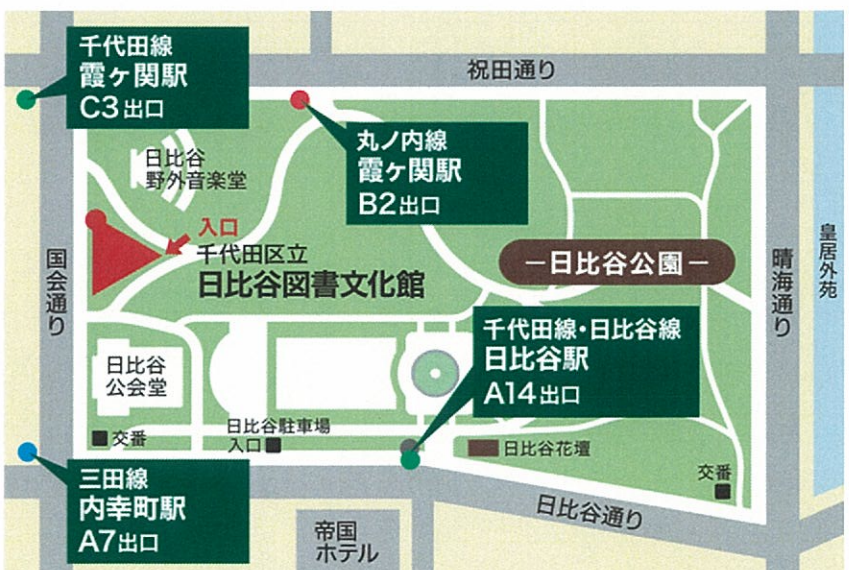 千代田線
霞ヶ関駅
C3出口
祝田通り
丸ノ内線
霞ヶ関駅
B2出口
日比谷
野外音楽堂
入口
千代田区立
日比谷図書文化館
ー日比谷公園ー
国会通り
晴海通り
皇居外苑
千代田線・日比谷線
日比谷駅
A14出口
日比谷
公会堂
交番
日比谷駐車場
入口
日比谷花壇
交番
三田線
内幸町駅
A7出口
帝国
ホテル
日比谷通り